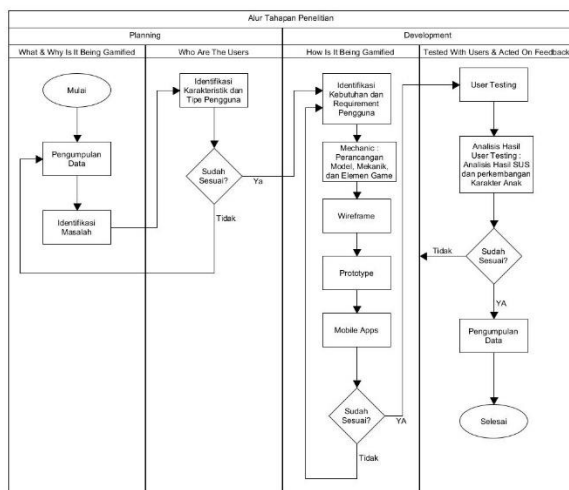 Alur Tahapan Penelitian
Planning
Development
What & Why Is It Being Gamified
Who Are The Users
How Is It Being Gamified
Tested With Users & Acted On Feedback
Mulai
Pengumpulan
Data
Identifikasi
Masalah
Identifikasi
Karakteristik dan
Tipe Pengguna
Sudah
Sesuai?
Ya
Tidak
Identifikasi
Kebutuhan dan
Requirement
Pengguna
Mechanic :
Perancangan
Model, Mekanik,
dan Elemen Game
Wireframe
Prototype
Mobile Apps
Sudah
Sesuai?
YA
Tidak
User Testing
Analisis Hasil
User Testing :
Analisis Hasil SUS
dan perkembangan
Karakter Anak
Sudah
Sesuai?
Tidak
YA
Pengumpulan
Data
Selesai